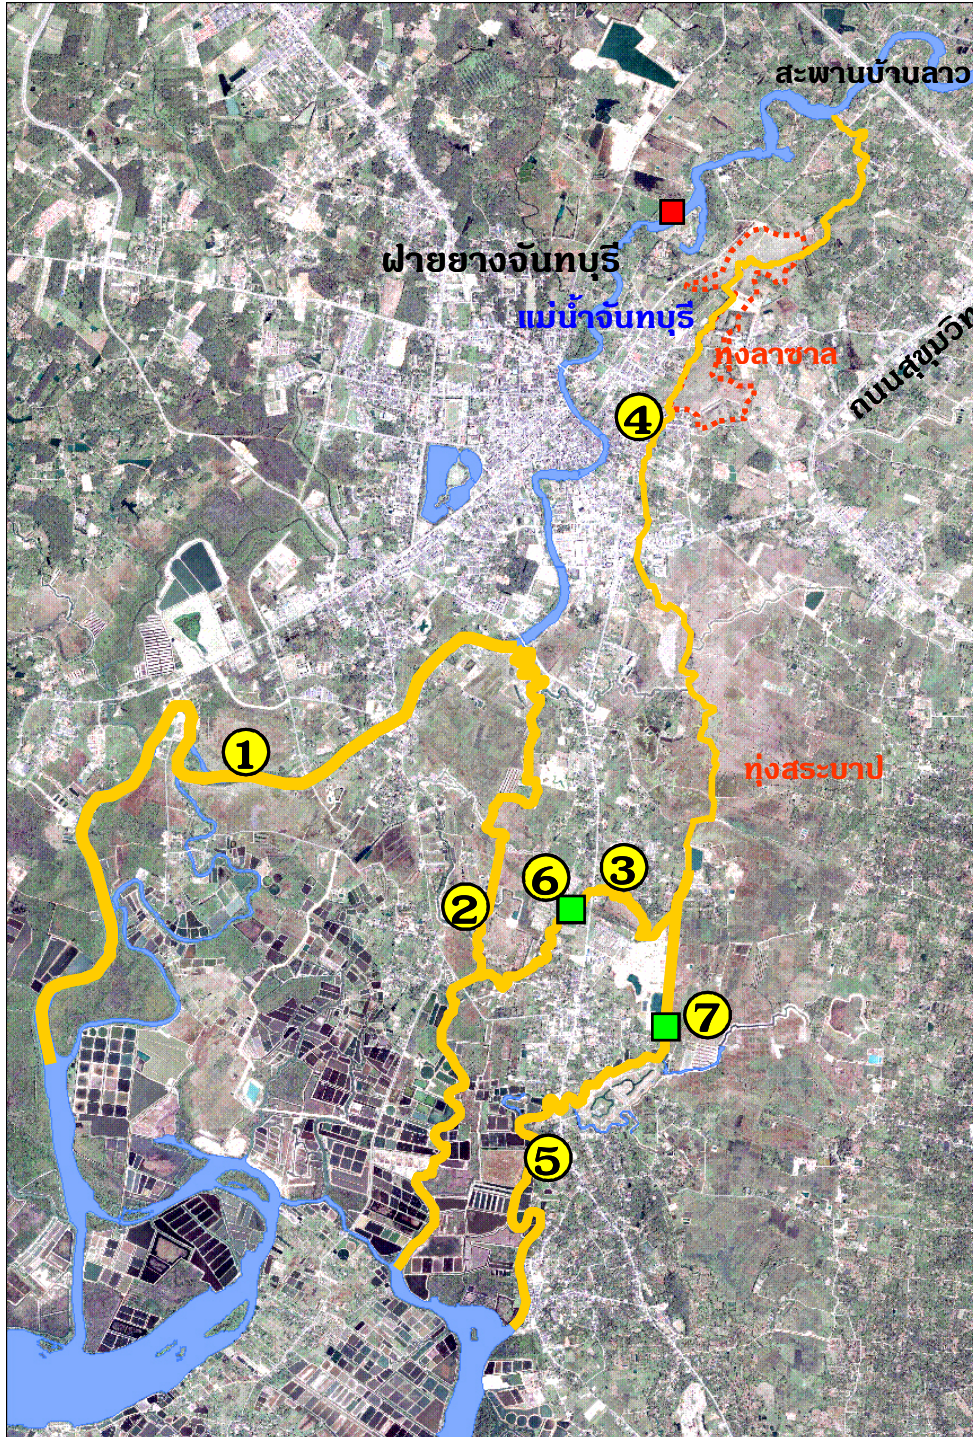 สะพานบ้านลาว
ฝายยางจันทบุรี
แม่น้ำจันทบุรี
ทุ่งลาซาล
ถนนสุขุมวิท
4
1
ทุ่งสระบาป
6
3
2
7
5